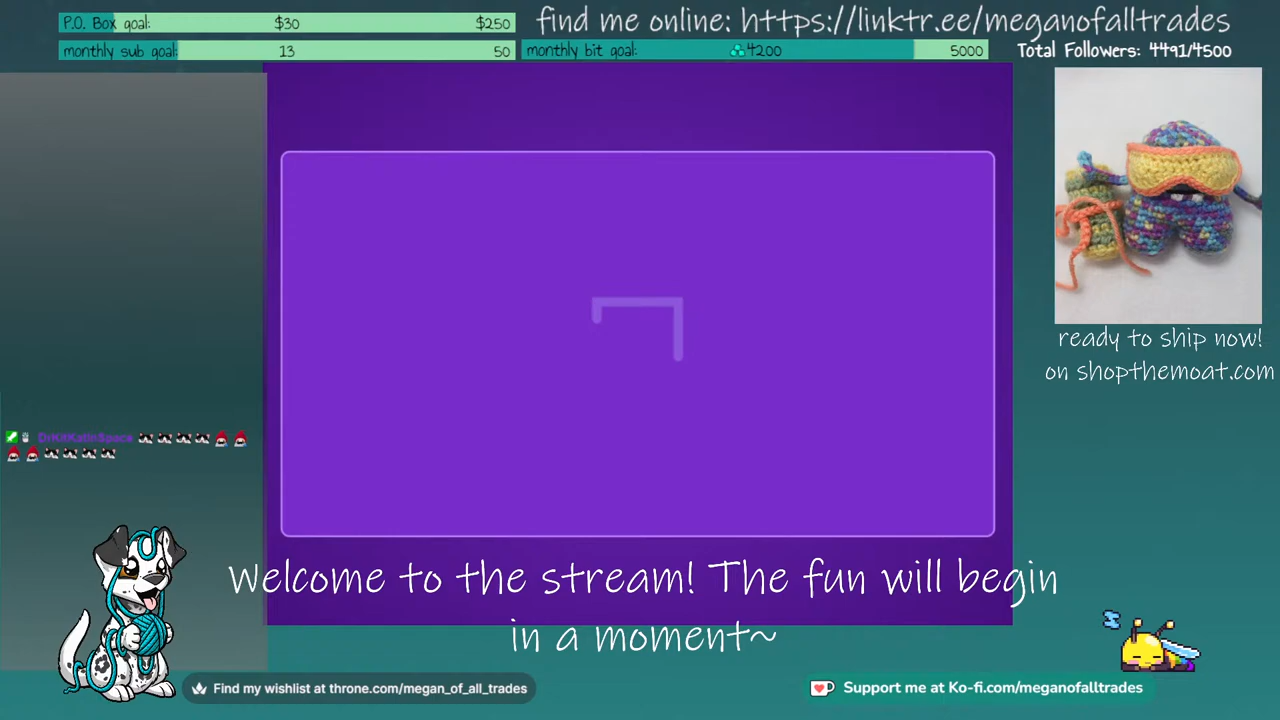 P.O. Box goal: $30 $250
find me online: https://linktr.ee/meganofalltrades
monthly sub goal: 13 50
monthly bit goal: 4200 5000
Total Followers: 4491/4500
ready to ship now!
on shopthemoat.com
DrKitKatInSpace
Welcome to the stream! The fun will begin
in a moment~
Find my wishlist at throne.com/megan_of_all_trades
Support me at Ko-fi.com/meganofalltrades